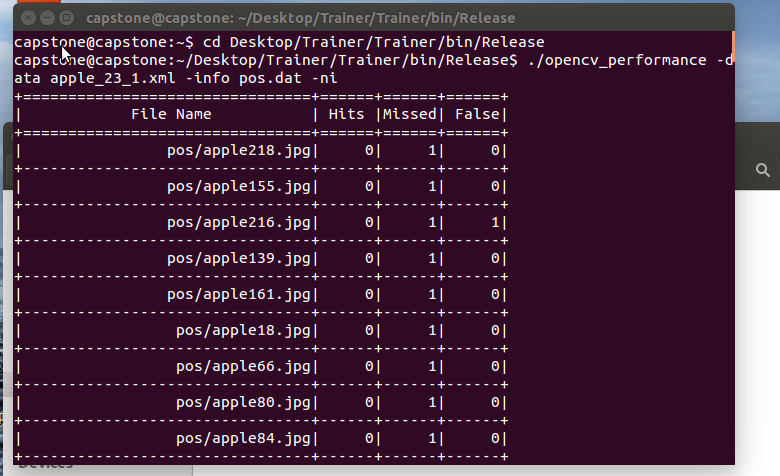 capstone@capstone: ~/Desktop/Trainer/Trainer/bin/Release
capstone@capstone:~$ cd Desktop/Trainer/Trainer/bin/Release
capstone@capstone:~/Desktop/Trainer/Trainer/bin/Release$ ./opencv_performance -d
ata apple_23_1.xml -info pos.dat -ni
+================================+======+======+======+
| File Name | Hits |Missed| False|
+================================+======+======+======+
| pos/apple218.jpg| 0| 1| 0|
+--------------------------------+------+------+------+
| pos/apple155.jpg| 0| 1| 0|
+--------------------------------+------+------+------+
| pos/apple216.jpg| 0| 1| 1|
+--------------------------------+------+------+------+
| pos/apple139.jpg| 0| 1| 0|
+--------------------------------+------+------+------+
| pos/apple161.jpg| 0| 1| 0|
+--------------------------------+------+------+------+
| pos/apple18.jpg| 0| 1| 0|
+--------------------------------+------+------+------+
| pos/apple66.jpg| 0| 1| 0|
+--------------------------------+------+------+------+
| pos/apple80.jpg| 0| 1| 0|
+--------------------------------+------+------+------+
| pos/apple84.jpg| 0| 1| 0|
+--------------------------------+------+------+------+
Devices